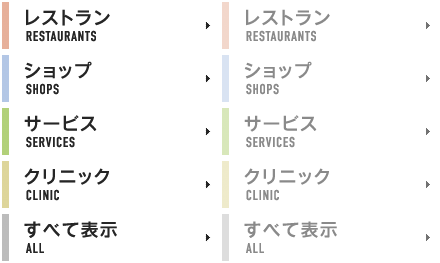 レストラン
RESTAURANTS
ショップ
SHOPS
サービス
SERVICES
クリニック
CLINIC
すべて表示
ALL
レストラン
RESTAURANTS
ショップ
SHOPS
サービス
SERVICES
クリニック
CLINIC
すべて表示
ALL